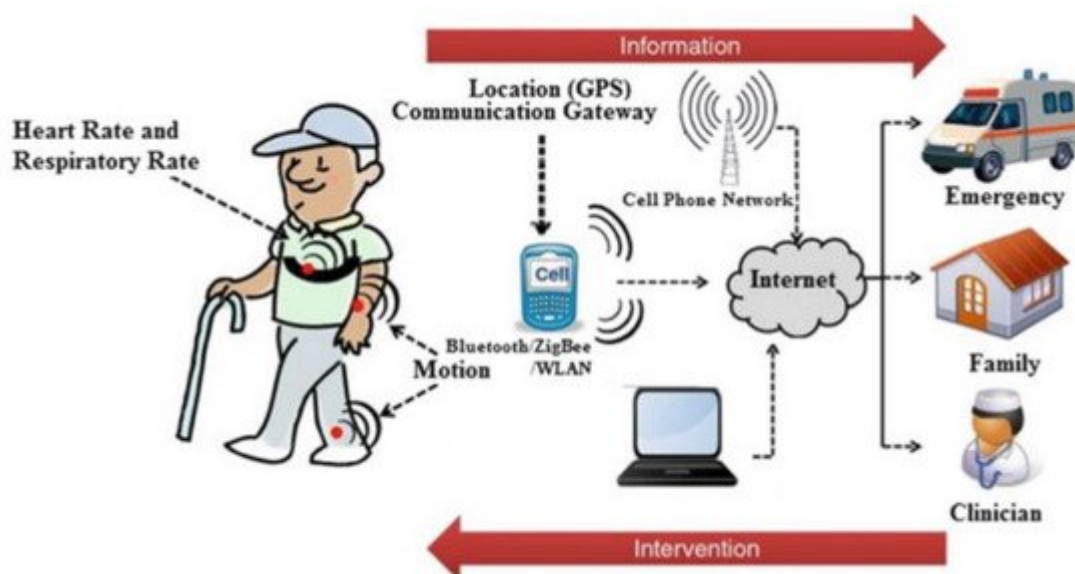 Information
Location (GPS)
Communication Gateway
Heart Rate and
Respiratory Rate
Cell Phone Network
Emergency
Cell
Internet
Bluetooth/ZigBee
/WLAN
Motion
Family
Clinician
Intervention